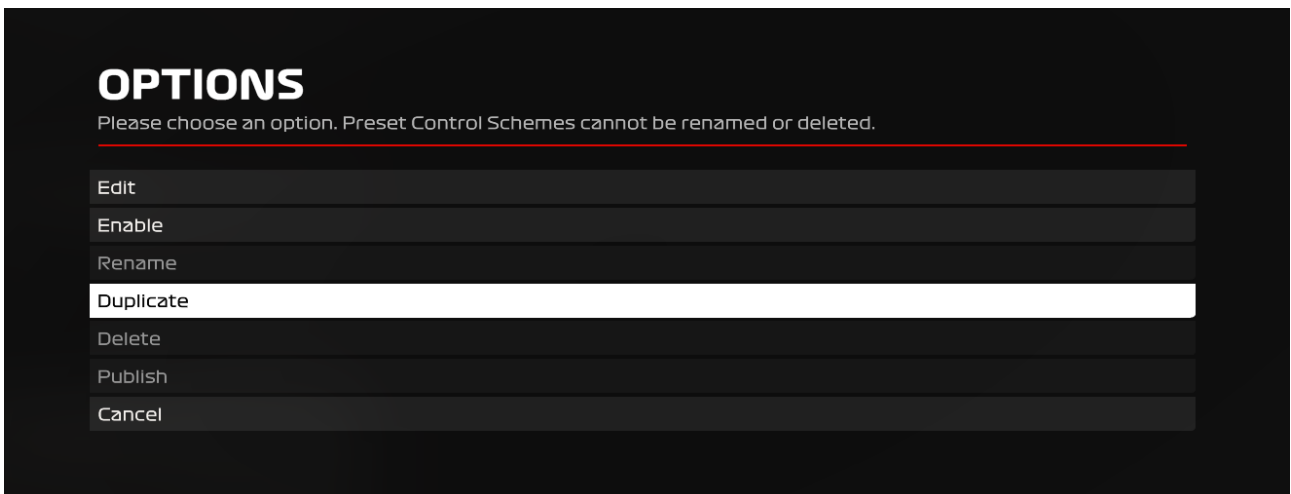 OPTIONS
Please choose an option. Preset Control Schemes cannot be renamed or deleted.
Edit
Enable
Rename
Duplicate
Delete
Publish
Cancel